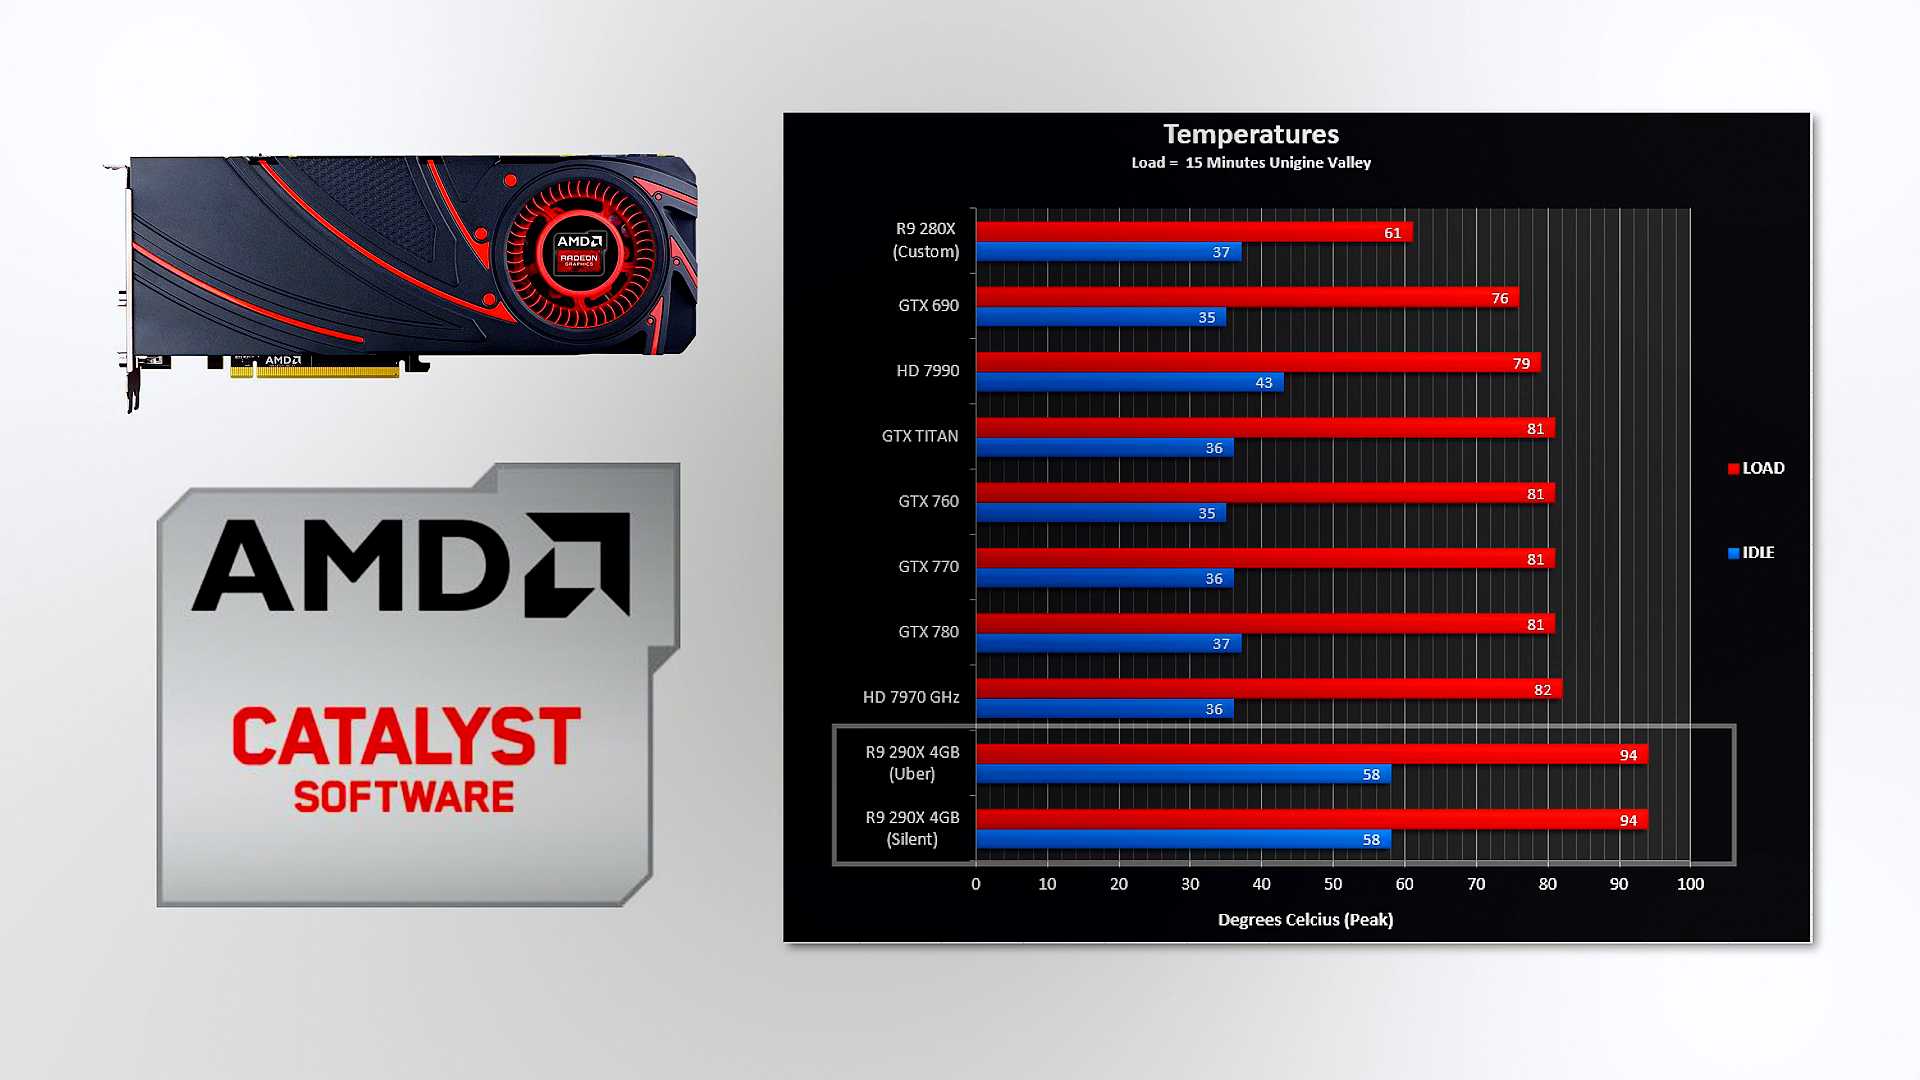 AMD
RADEON
GRAPHICS
AMD
AMD
CATALYST
SOFTWARE
Temperatures
Load = 15 Minutes Unigine Valley
R9 280X
(Custom)
61
37
GTX 690
76
35
HD 7990
79
43
GTX TITAN
81
36
GTX 760
81
35
GTX 770
81
36
GTX 780
81
37
HD 7970 GHz
82
36
R9 290X 4GB
(Uber)
94
58
R9 290X 4GB
(Silent)
94
58
0 10 20 30 40 50 60 70 80 90 100
Degrees Celcius (Peak)
LOAD
IDLE